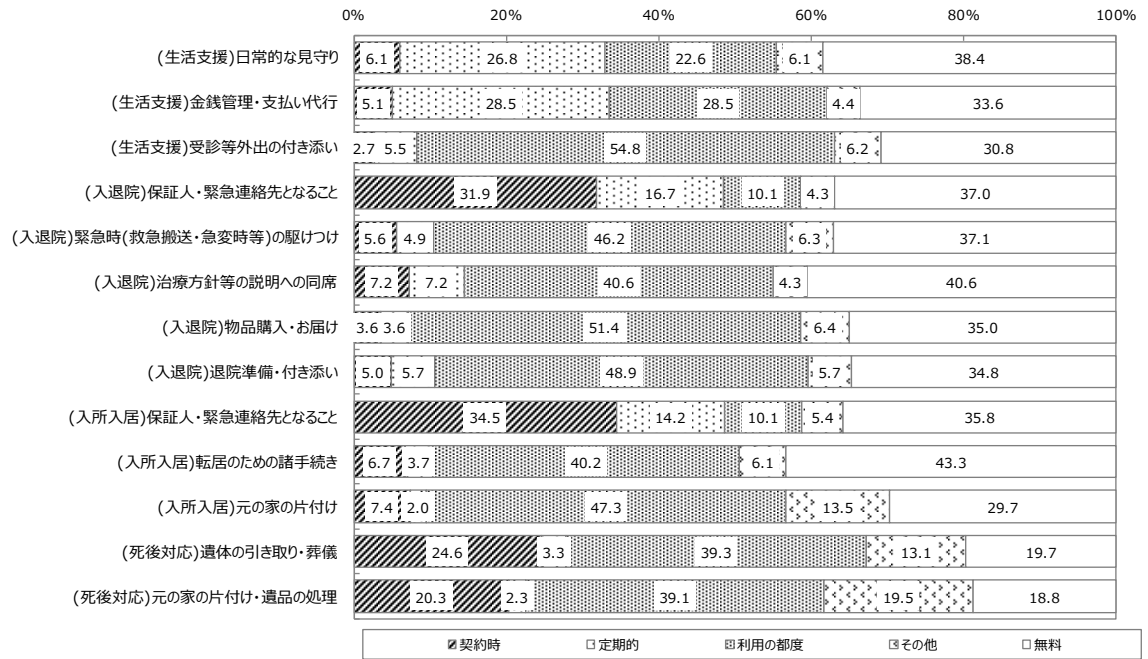 0% 20% 40% 60% 80% 100%
(生活支援)日常的な見守り 6.1 26.8 22.6 6.1 38.4
(生活支援)金銭管理・支払い代行 5.1 28.5 28.5 4.4 33.6
(生活支援)受診等外出の付き添い 2.7 5.5 54.8 6.2 30.8
(入退院)保証人・緊急連絡先となること 31.9 16.7 10.1 4.3 37.0
(入退院)緊急時(救急搬送・急変時等)の駆けつけ 5.6 4.9 46.2 6.3 37.1
(入退院)治療方針等の説明への同席 7.2 7.2 40.6 4.3 40.6
(入退院)物品購入・お届け 3.6 3.6 51.4 6.4 35.0
(入退院)退院準備・付き添い 5.0 5.7 48.9 5.7 34.8
(入所入居)保証人・緊急連絡先となること 34.5 14.2 10.1 5.4 35.8
(入所入居)転居のための諸手続き 6.7 3.7 40.2 6.1 43.3
(入所入居)元の家の片付け 7.4 2.0 47.3 13.5 29.7
(死後対応)遺体の引き取り・葬儀 24.6 3.3 39.3 13.1 19.7
(死後対応)元の家の片付け・遺品の処理 20.3 2.3 39.1 19.5 18.8
契約時 定期的 利用の都度 その他 無料